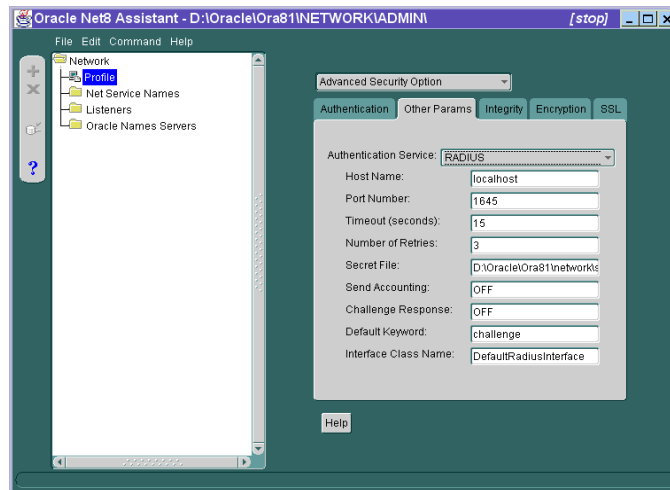 Oracle Net8 Assistant - D:\Oracle\Ora81\NETWORK\ADMIN\ [stop]
File Edit Command Help
Network
Profile
Net Service Names
Listeners
Oracle Names Servers
?
Advanced Security Option
Authentication Other Params Integrity Encryption SSL
Authentication Service: RADIUS
Host Name: localhost
Port Number: 1645
Timeout (seconds): 15
Number of Retries: 3
Secret File: D:\Oracle\Ora81\network\s
Send Accounting: OFF
Challenge Response: OFF
Default Keyword: challenge
Interface Class Name: DefaultRadiusInterface
Help